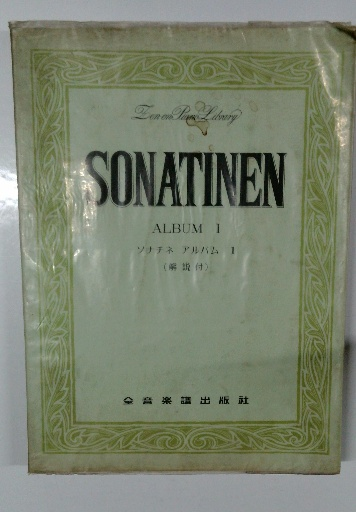 Zen-on Piano Library
SONATINEN
ALBUM I
ソナチネ アルバム 1
(解説付)
全音楽譜出版社